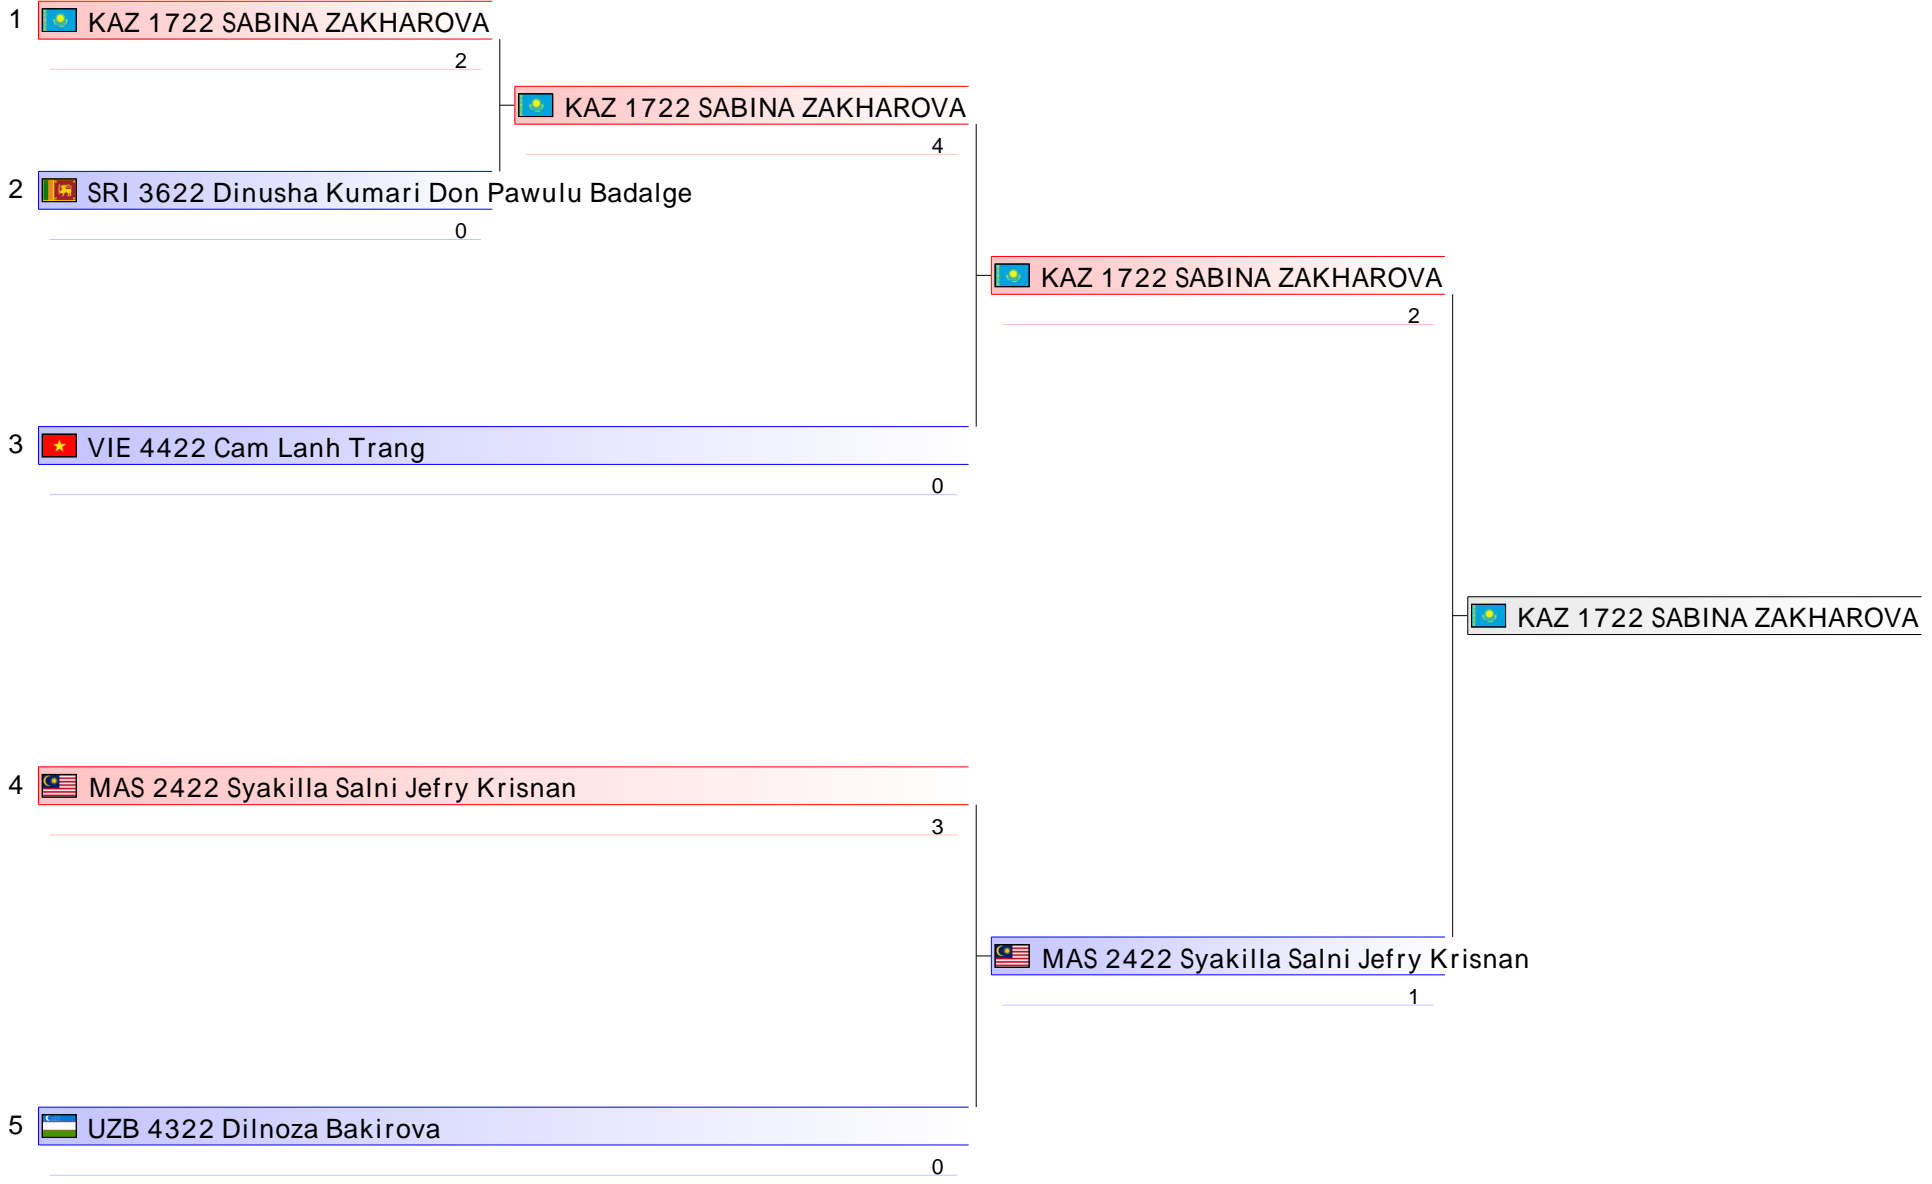 1 KAZ 1722 SABINA ZAKHAROVA
2
KAZ 1722 SABINA ZAKHAROVA
4
2 SRI 3622 Dinusha Kumari Don Pawulu Badalge
0
KAZ 1722 SABINA ZAKHAROVA
2
3 VIE 4422 Cam Lanh Trang
0
KAZ 1722 SABINA ZAKHAROVA
4 MAS 2422 Syakilla Salni Jefry Krisnan
3
MAS 2422 Syakilla Salni Jefry Krisnan
1
5 UZB 4322 Dilnoza Bakirova
0